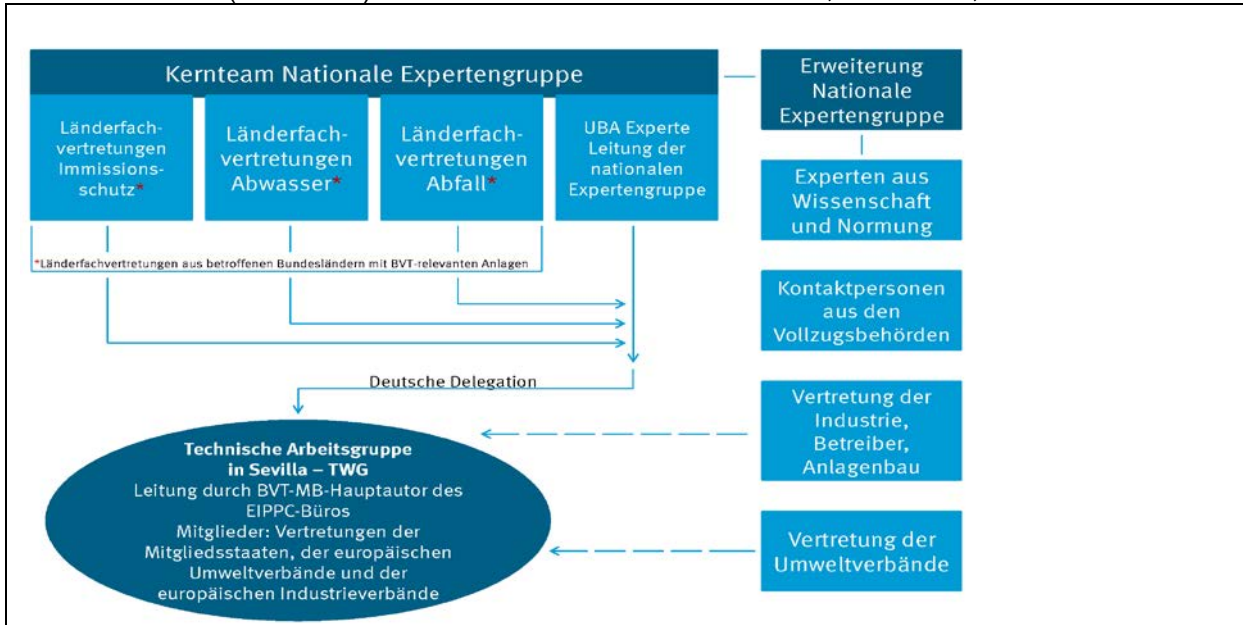 Kernteam Nationale Expertengruppe
Länderfach-
vertretungen
Immissions-
schutz*
Länderfach-
vertretungen
Abwasser*
Länderfach-
vertretungen
Abfall*
UBA Experte
Leitung der
nationalen
Expertengruppe
*Länderfachvertretungen aus betroffenen Bundesländern mit BVT-relevanten Anlagen
Deutsche Delegation
Technische Arbeitsgruppe
in Sevilla – TWG
Leitung durch BVT-MB-Hauptautor des
EIPPC-Büros
Mitglieder: Vertretungen der
Mitgliedsstaaten, der europäischen
Umweltverbände und der
europäischen Industrieverbände
Erweiterung
Nationale
Expertengruppe
Experten aus
Wissenschaft
und Normung
Kontaktpersonen
aus den
Vollzugsbehörden
Vertretung der
Industrie,
Betreiber,
Anlagenbau
Vertretung der
Umweltverbände